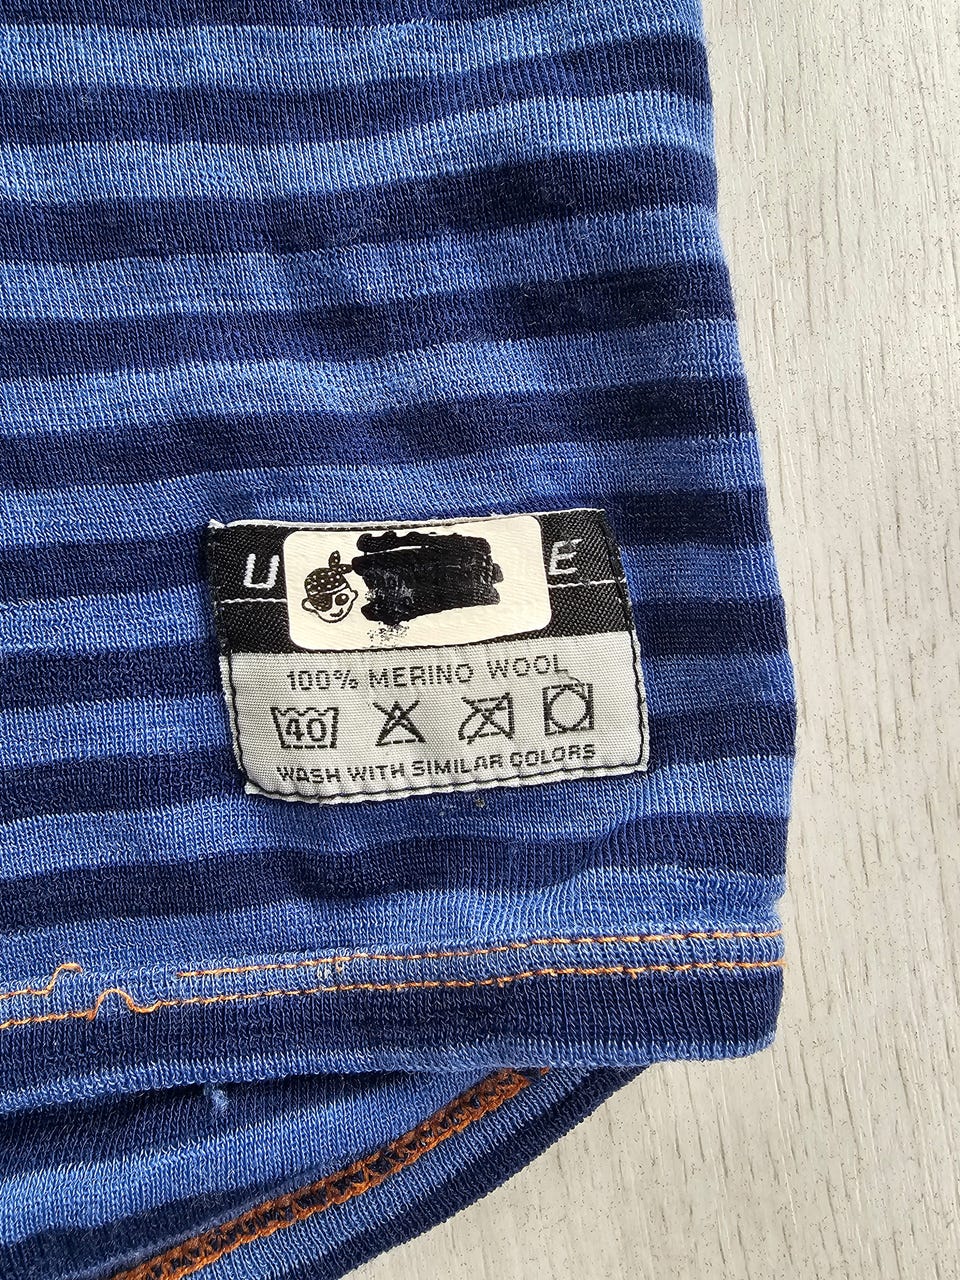 U E
100% MERINO WOOL
40
WASH WITH SIMILAR COLORS